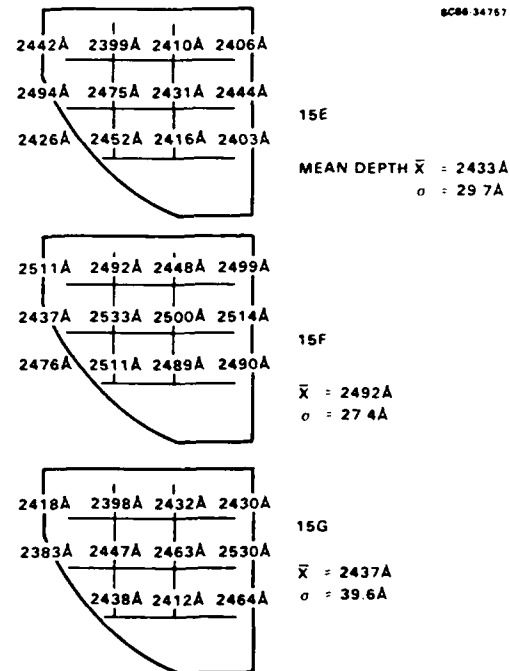 8C86-34757
2442Å 2399Å 2410Å 2406Å
2494Å 2475Å 2431Å 2444Å
15E
2426Å 2452Å 2416Å 2403Å
MEAN DEPTH X̄ = 2433Å
σ = 29 7Å
2511Å 2492Å 2448Å 2499Å
2437Å 2533Å 2500Å 2514Å
15F
2476Å 2511Å 2489Å 2490Å
X̄ = 2492Å
σ = 27 4Å
2418Å 2398Å 2432Å 2430Å
15G
2383Å 2447Å 2463Å 2530Å
X̄ = 2437Å
2438Å 2412Å 2464Å
σ = 39.6Å